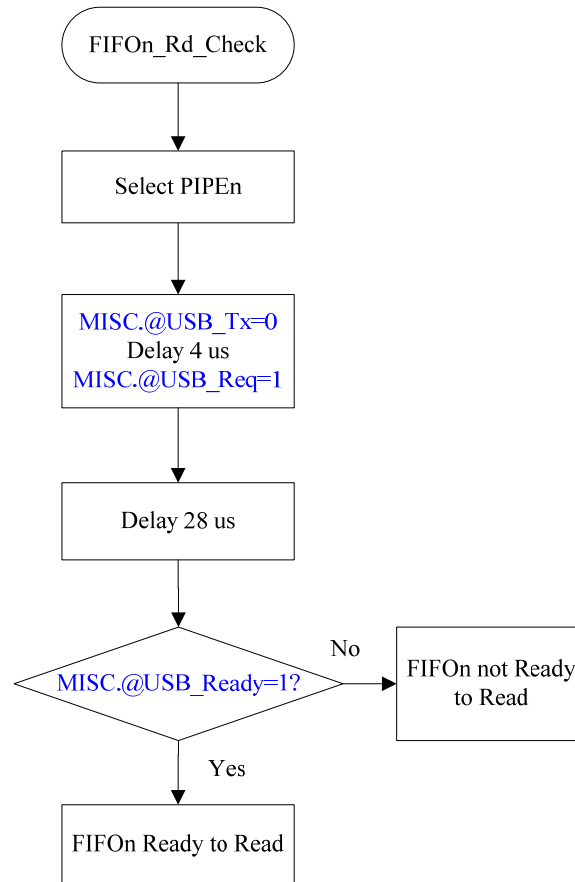 FIFOn_Rd_Check
Select PIPEn
MISC.@USB_Tx=0
Delay 4 us
MISC.@USB_Req=1
Delay 28 us
MISC.@USB_Ready=1?
No
FIFOn not Ready
to Read
Yes
FIFOn Ready to Read